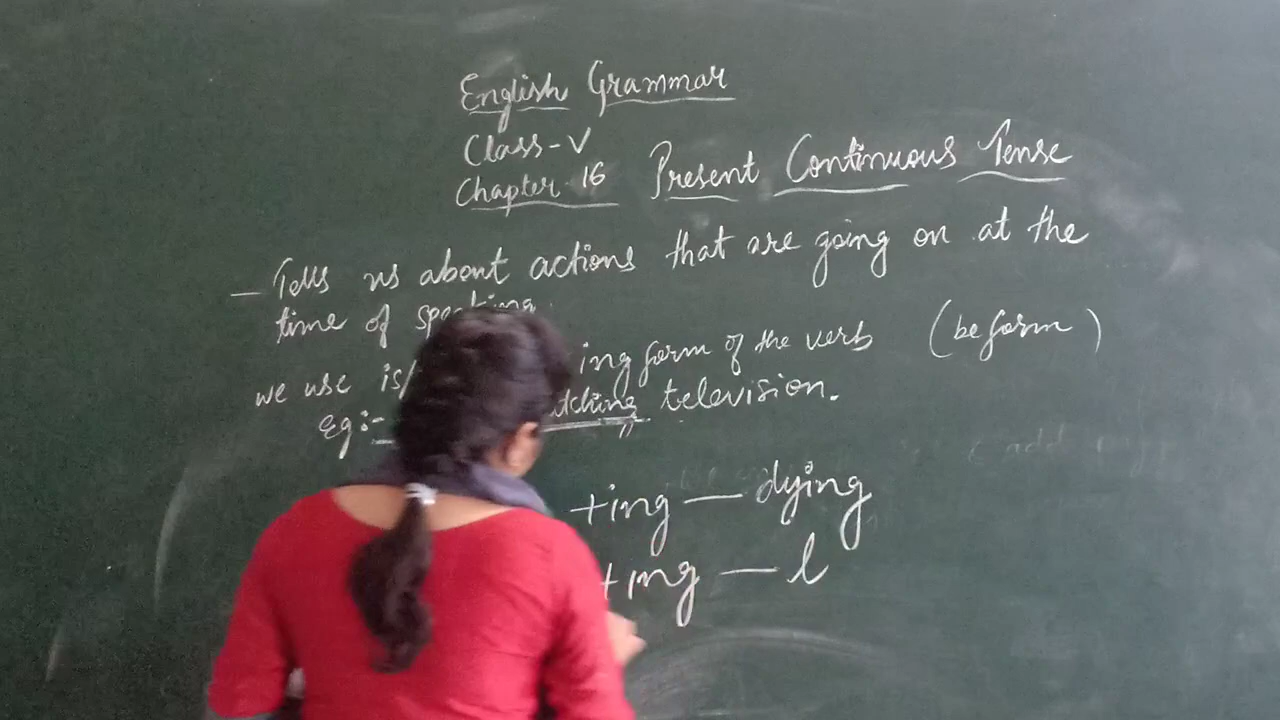 English Grammar
Class-V
Chapter-16 Present Continuous Tense
- Tells us about actions that are going on at the
time of speaking.
we use is/ ing form of the verb (be form)
Eg:- television.
+ing — dying
+ing — l